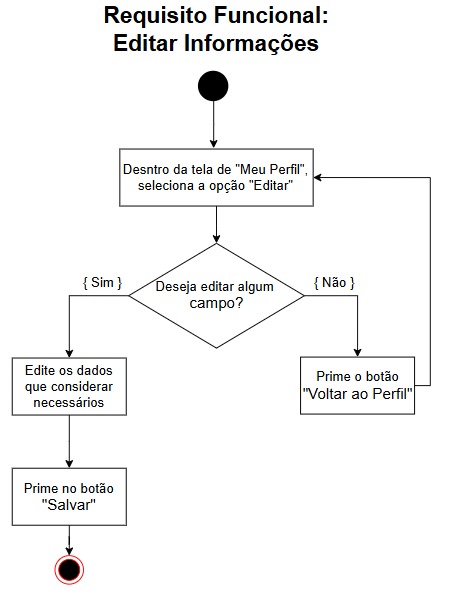 Requisito Funcional:
Editar Informações
Desntro da tela de "Meu Perfil",
seleciona a opção "Editar"
Deseja editar algum
campo?
{ Sim }
{ Não }
Edite os dados
que considerar
necessários
Prime o botão
"Voltar ao Perfil"
Prime no botão
"Salvar"